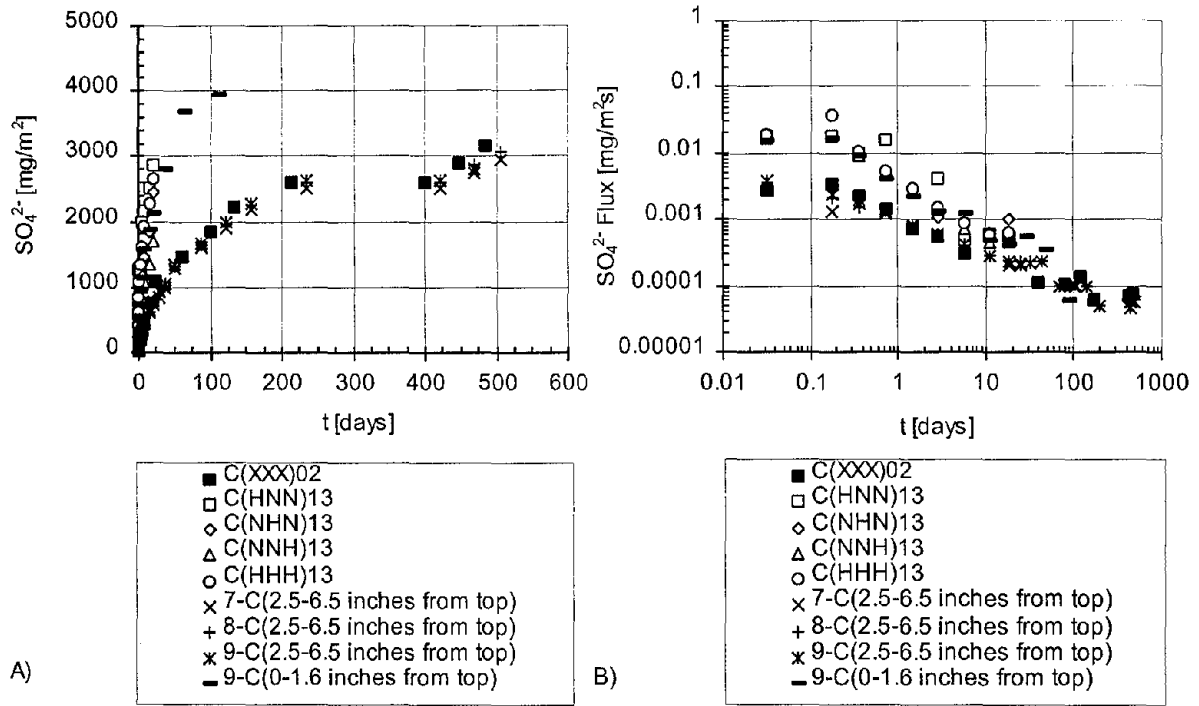 5000
4000
3000
2000
1000
0
SO₄²⁻ [mg/m²]
0 100 200 300 400 500 600
t [days]
C(XXX)02
C(HNN)13
C(NHN)13
C(NNH)13
C(HHH)13
7-C(2.5-6.5 inches from top)
8-C(2.5-6.5 inches from top)
9-C(2.5-6.5 inches from top)
9-C(0-1.6 inches from top)
A)
1
0.1
0.01
0.001
0.0001
0.00001
SO₄²⁻ Flux [mg/m²s]
0.01 0.1 1 10 100 1000
t [days]
C(XXX)02
C(HNN)13
C(NHN)13
C(NNH)13
C(HHH)13
7-C(2.5-6.5 inches from top)
8-C(2.5-6.5 inches from top)
9-C(2.5-6.5 inches from top)
9-C(0-1.6 inches from top)
B)